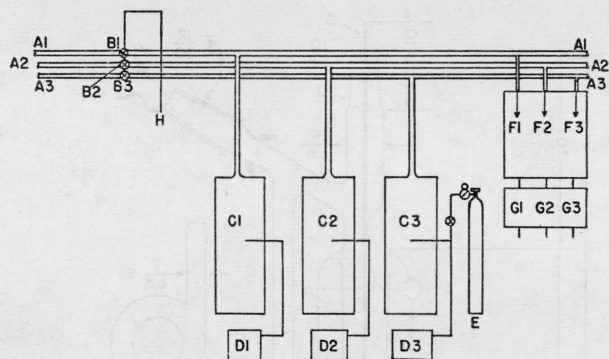 A1 B1 A1
A2 A2
A3 B2 B3 A3
H
F1 F2 F3
G1 G2 G3
C1 C2 C3
E
D1 D2 D3